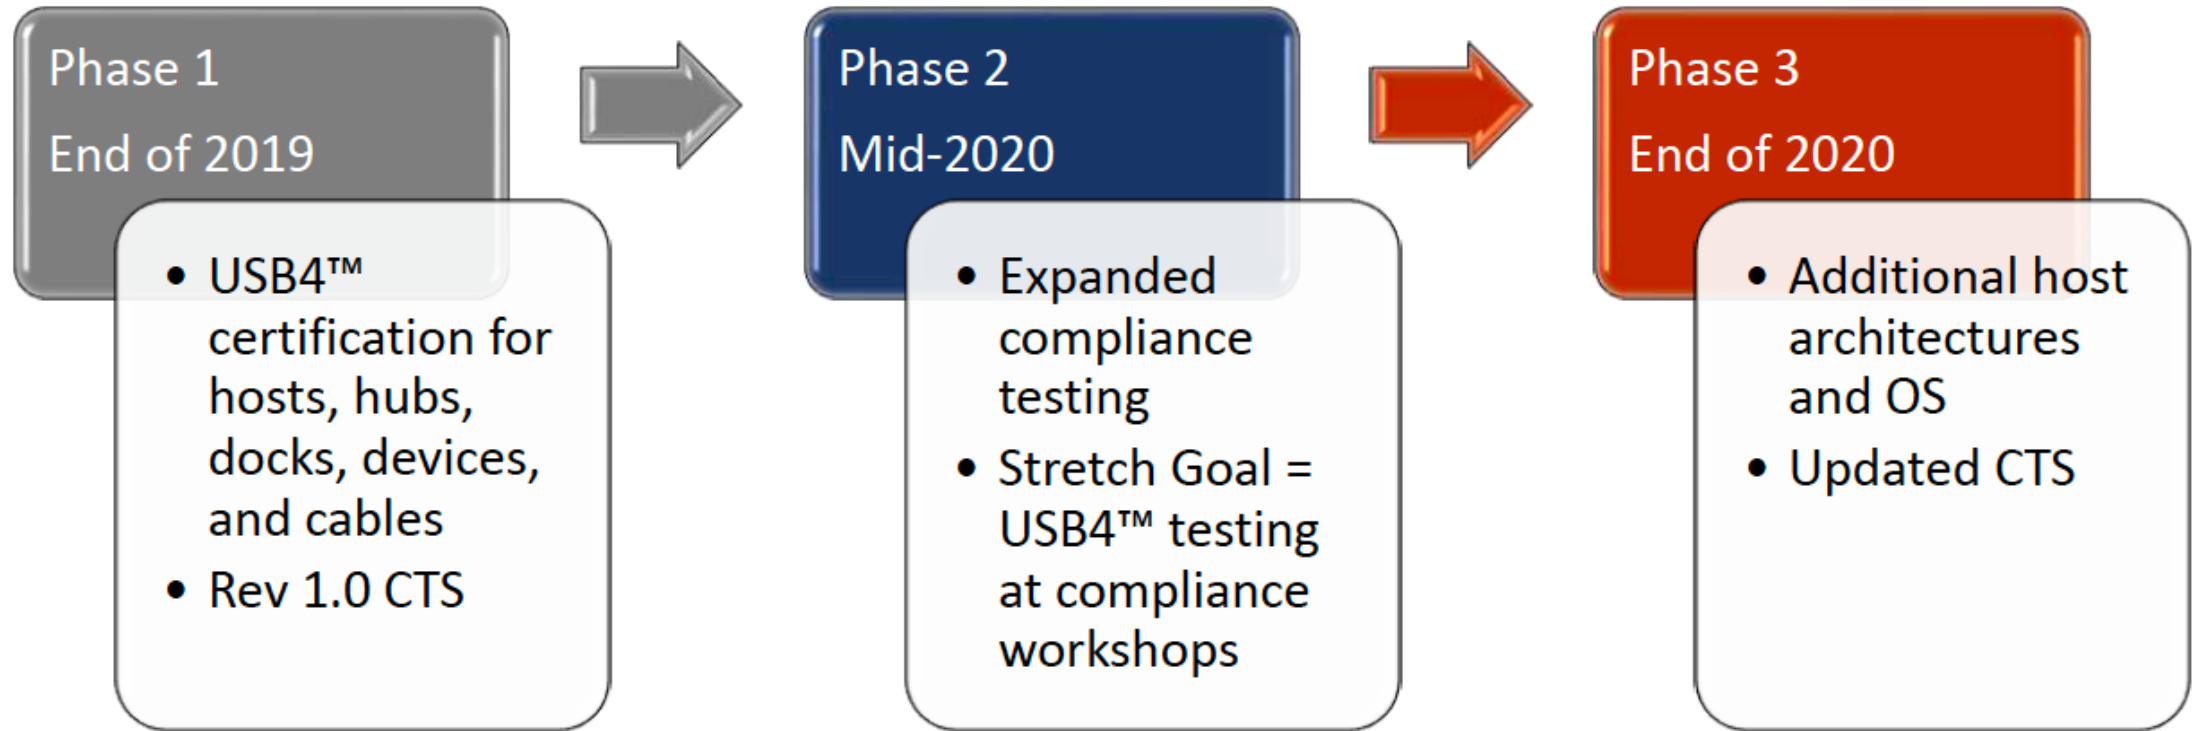 Phase 1
End of 2019
• USB4™
certification for
hosts, hubs,
docks, devices,
and cables
• Rev 1.0 CTS
Phase 2
Mid-2020
• Expanded
compliance
testing
• Stretch Goal =
USB4™ testing
at compliance
workshops
Phase 3
End of 2020
• Additional host
architectures
and OS
• Updated CTS